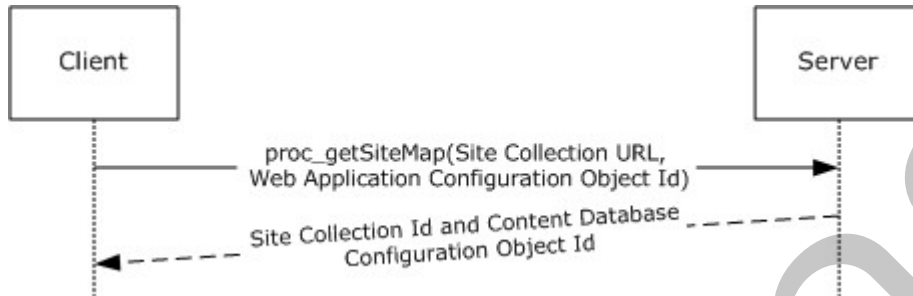 Client
Server
proc_getSiteMap(Site Collection URL,
Web Application Configuration Object Id)
Site Collection Id and Content Database
Configuration Object Id